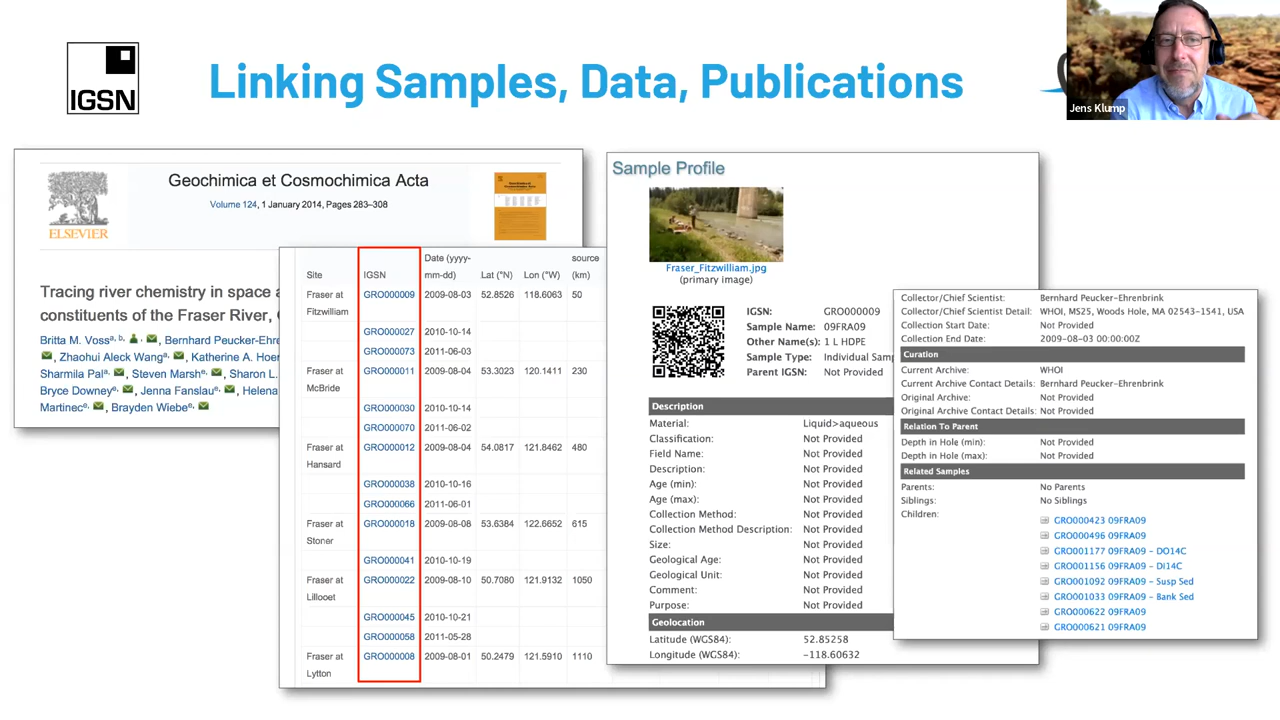 IGSN
Linking Samples, Data, Publications
Jens Klump
ELSEVIER
Geochimica et Cosmochimica Acta
Volume 124, 1 January 2014, Pages 283–308
Tracing river chemistry in space a
constituents of the Fraser River, C
Britta M. Vossa, b, Bernhard Peucker-Ehre
Zhaohui Aleck Wanga, Katherine A. Hoer
Sharmila Pala, Steven Marshe, Sharon L.
Bryce Downeye, Jenna Fanslaue, Helena
Martince, Brayden Wiebee
Site IGSN Date (yyyy-mm-dd) Lat (°N) Lon (°W) source (km)
Fraser at Fitzwilliam GRO000009 2009-08-03 52.8526 118.6063 50
GRO000027 2010-10-14
GRO000073 2011-06-03
Fraser at McBride GRO000011 2009-08-04 53.3023 120.1411 230
GRO000030 2010-10-14
GRO000070 2011-06-02
Fraser at Hansard GRO000012 2009-08-04 54.0817 121.8462 480
GRO000038 2010-10-16
GRO000066 2011-06-01
Fraser at Stoner GRO000018 2009-08-08 53.6384 122.6652 615
GRO000041 2010-10-19
Fraser at Lillooet GRO000022 2009-08-10 50.7080 121.9132 1050
GRO000045 2010-10-21
GRO000058 2011-05-28
Fraser at Lytton GRO000008 2009-08-01 50.2479 121.5910 1110
Sample Profile
Fraser_Fitzwilliam.jpg
(primary image)
IGSN: GRO000009
Sample Name: 09FRA09
Other Name(s): 1 L HDPE
Sample Type: Individual Samp
Parent IGSN: Not Provided
Description
Material: Liquid>aqueous
Classification: Not Provided
Field Name: Not Provided
Description: Not Provided
Age (min): Not Provided
Age (max): Not Provided
Collection Method: Not Provided
Collection Method Description: Not Provided
Size: Not Provided
Geological Age: Not Provided
Geological Unit: Not Provided
Comment: Not Provided
Purpose: Not Provided
Geolocation
Latitude (WGS84): 52.85258
Longitude (WGS84): -118.60632
Collector/Chief Scientist: Bernhard Peucker-Ehrenbrink
Collector/Chief Scientist Detail: WHOI, MS25, Woods Hole, MA 02543-1541, USA
Collection Start Date: Not Provided
Collection End Date: 2009-08-03 00:00:00Z
Curation
Current Archive: WHOI
Current Archive Contact Details: Bernhard Peucker-Ehrenbrink
Original Archive: Not Provided
Original Archive Contact Details: Not Provided
Relation To Parent
Depth in Hole (min): Not Provided
Depth in Hole (max): Not Provided
Related Samples
Parents: No Parents
Siblings: No Siblings
Children:
GRO000423 09FRA09
GRO000496 09FRA09
GRO001177 09FRA09 - DO14C
GRO001156 09FRA09 - DI14C
GRO001092 09FRA09 - Susp Sed
GRO001033 09FRA09 - Bank Sed
GRO000622 09FRA09
GRO000621 09FRA09